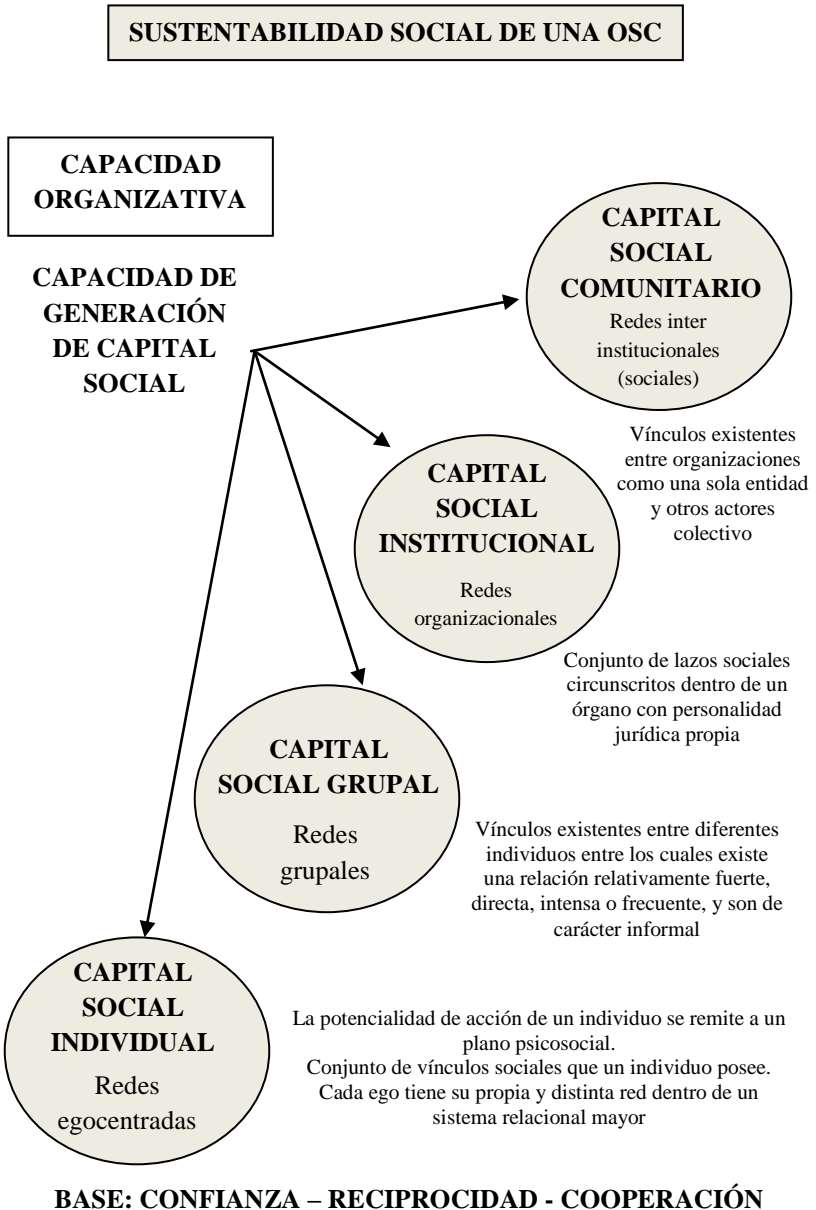 SUSTENTABILIDAD SOCIAL DE UNA OSC
CAPACIDAD
ORGANIZATIVA
CAPACIDAD DE
GENERACIÓN
DE CAPITAL
SOCIAL
CAPITAL
SOCIAL
COMUNITARIO
Redes inter
institucionales
(sociales)
Vínculos existentes
entre organizaciones
como una sola entidad
y otros actores
colectivo
CAPITAL
SOCIAL
INSTITUCIONAL
Redes
organizacionales
Conjunto de lazos sociales
circunscritos dentro de un
órgano con personalidad
jurídica propia
CAPITAL
SOCIAL GRUPAL
Redes
grupales
Vínculos existentes entre diferentes
individuos entre los cuales existe
una relación relativamente fuerte,
directa, intensa o frecuente, y son de
carácter informal
CAPITAL
SOCIAL
INDIVIDUAL
Redes
egocentradas
La potencialidad de acción de un individuo se remite a un
plano psicosocial.
Conjunto de vínculos sociales que un individuo posee.
Cada ego tiene su propia y distinta red dentro de un
sistema relacional mayor
BASE: CONFIANZA – RECIPROCIDAD - COOPERACIÓN